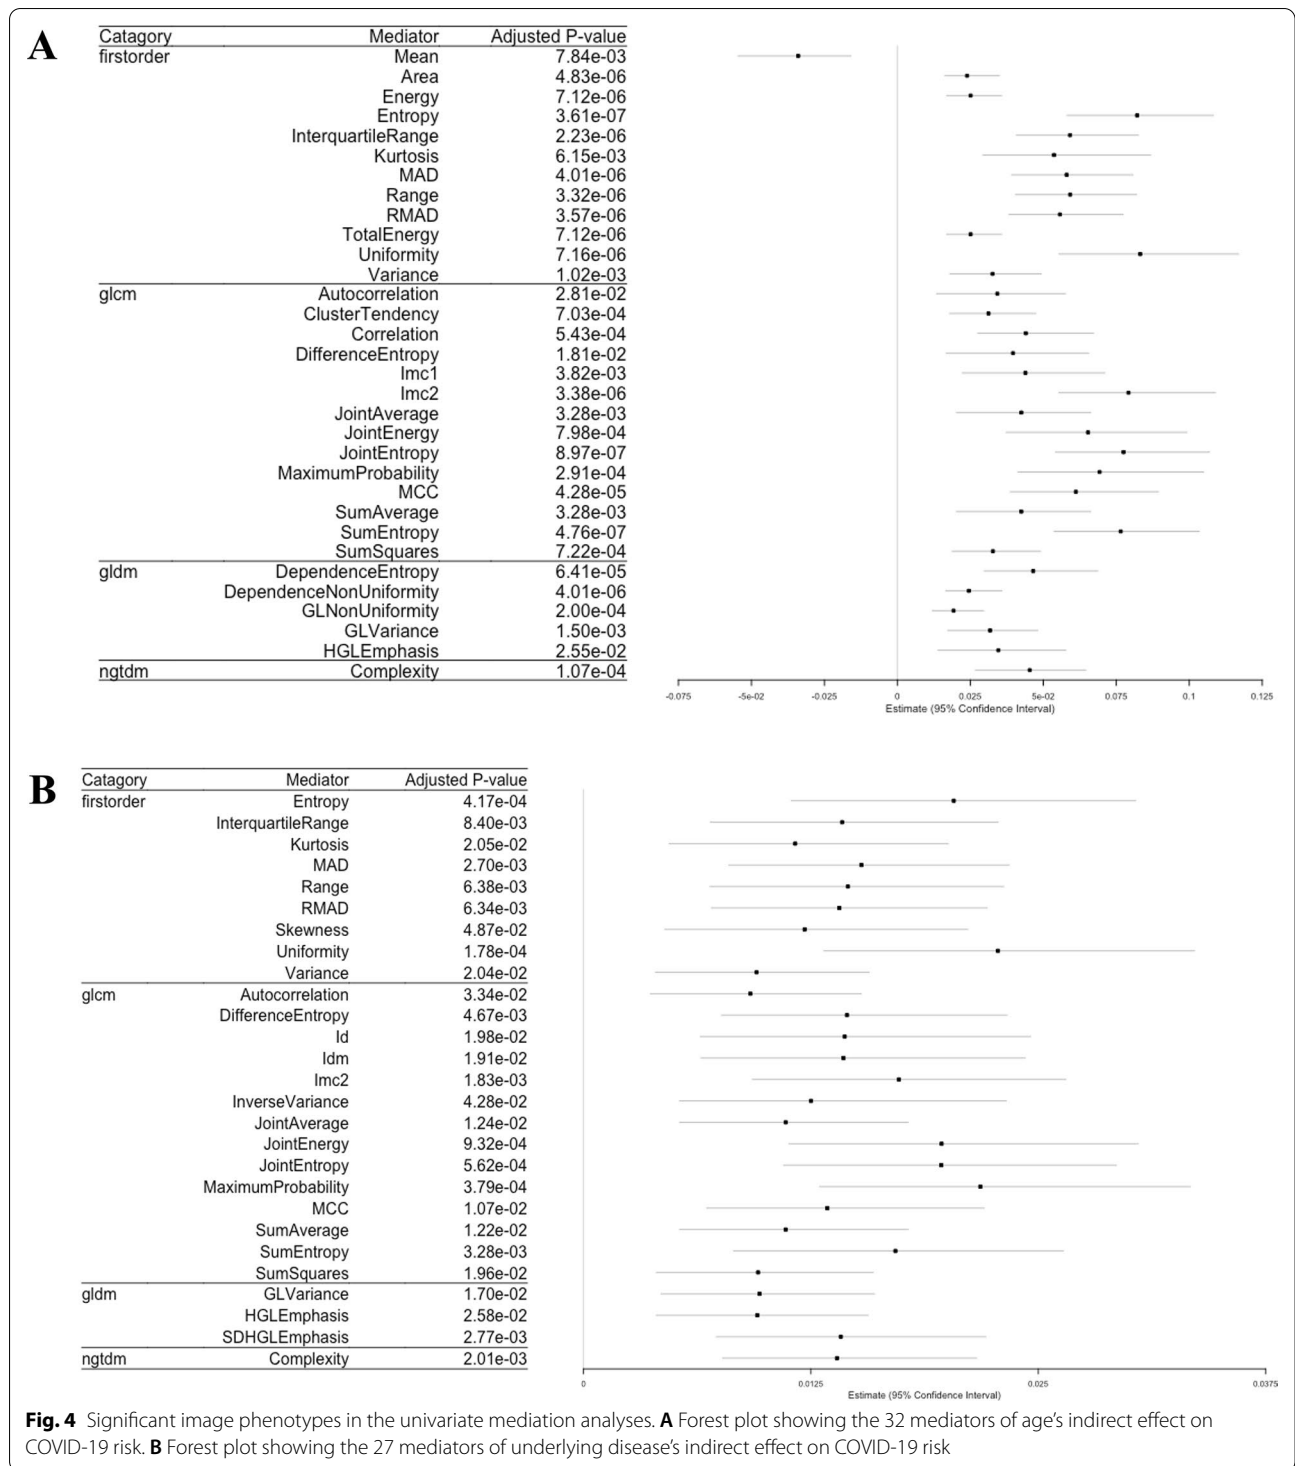 A
Catagory Mediator Adjusted P-value
firstorder Mean 7.84e-03
Area 4.83e-06
Energy 7.12e-06
Entropy 3.61e-07
InterquartileRange 2.23e-06
Kurtosis 6.15e-03
MAD 4.01e-06
Range 3.32e-06
RMAD 3.57e-06
TotalEnergy 7.12e-06
Uniformity 7.16e-06
Variance 1.02e-03
glcm Autocorrelation 2.81e-02
ClusterTendency 7.03e-04
Correlation 5.43e-04
DifferenceEntropy 1.81e-02
Imc1 3.82e-03
Imc2 3.38e-06
JointAverage 3.28e-03
JointEnergy 7.98e-04
JointEntropy 8.97e-07
MaximumProbability 2.91e-04
MCC 4.28e-05
SumAverage 3.28e-03
SumEntropy 4.76e-07
SumSquares 7.22e-04
gldm DependenceEntropy 6.41e-05
DependenceNonUniformity 4.01e-06
GLNonUniformity 2.00e-04
GLVariance 1.50e-03
HGLEmphasis 2.55e-02
ngtdm Complexity 1.07e-04
-0.075 -5e-02 -0.025 0 0.025 5e-02 0.075 0.1 0.125
Estimate (95% Confidence Interval)
B
Catagory Mediator Adjusted P-value
firstorder Entropy 4.17e-04
InterquartileRange 8.40e-03
Kurtosis 2.05e-02
MAD 2.70e-03
Range 6.38e-03
RMAD 6.34e-03
Skewness 4.87e-02
Uniformity 1.78e-04
Variance 2.04e-02
glcm Autocorrelation 3.34e-02
DifferenceEntropy 4.67e-03
Id 1.98e-02
Idm 1.91e-02
Imc2 1.83e-03
InverseVariance 4.28e-02
JointAverage 1.24e-02
JointEnergy 9.32e-04
JointEntropy 5.62e-04
MaximumProbability 3.79e-04
MCC 1.07e-02
SumAverage 1.22e-02
SumEntropy 3.28e-03
SumSquares 1.96e-02
gldm GLVariance 1.70e-02
HGLEmphasis 2.58e-02
SDHGLEmphasis 2.77e-03
ngtdm Complexity 2.01e-03
0 0.0125 0.025 0.0375
Estimate (95% Confidence Interval)
Fig. 4 Significant image phenotypes in the univariate mediation analyses. A Forest plot showing the 32 mediators of age's indirect effect on
COVID-19 risk. B Forest plot showing the 27 mediators of underlying disease's indirect effect on COVID-19 risk